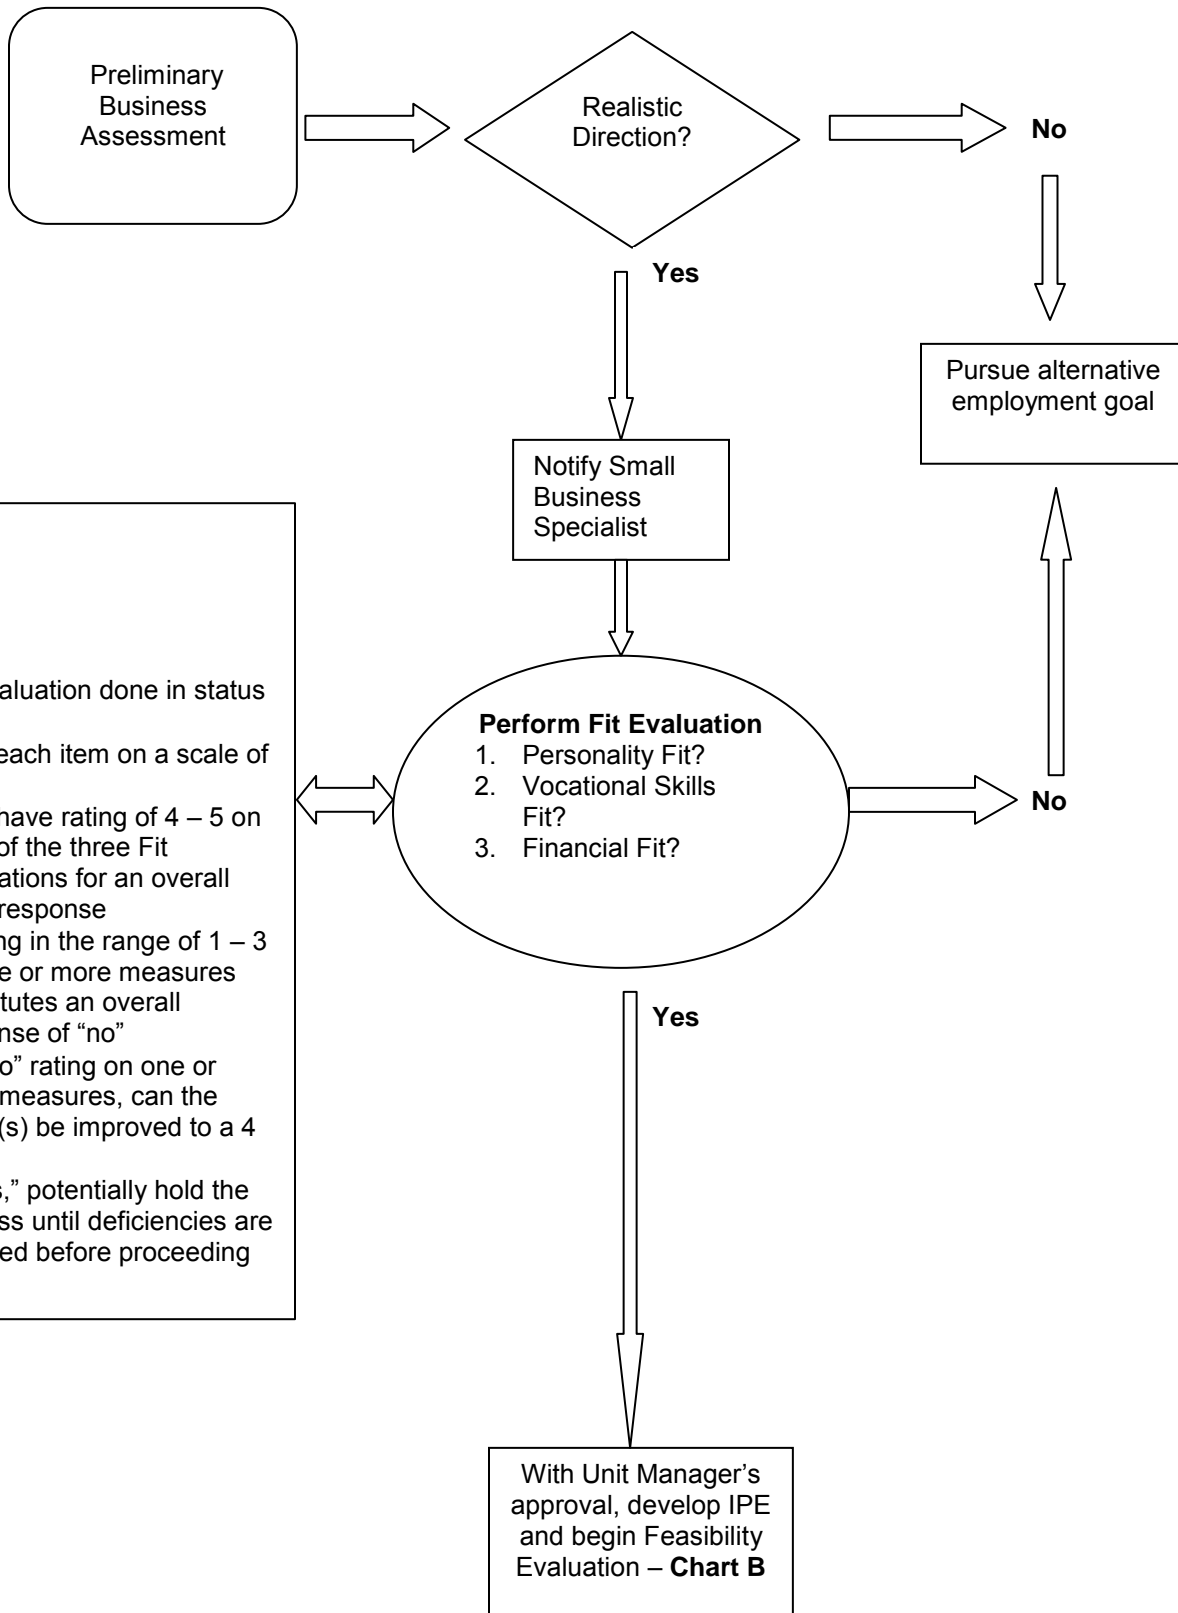 Preliminary
Business
Assessment
Realistic
Direction?
No
Yes
Pursue alternative
employment goal
Notify Small
Business
Specialist
aluation done in status
each item on a scale of
have rating of 4 – 5 on
of the three Fit
ations for an overall
response
ng in the range of 1 – 3
e or more measures
titutes an overall
nse of “no”
o” rating on one or
measures, can the
(s) be improved to a 4
s,” potentially hold the
ss until deficiencies are
ed before proceeding
Perform Fit Evaluation
1. Personality Fit?
2. Vocational Skills
Fit?
3. Financial Fit?
No
Yes
With Unit Manager’s
approval, develop IPE
and begin Feasibility
Evaluation – Chart B